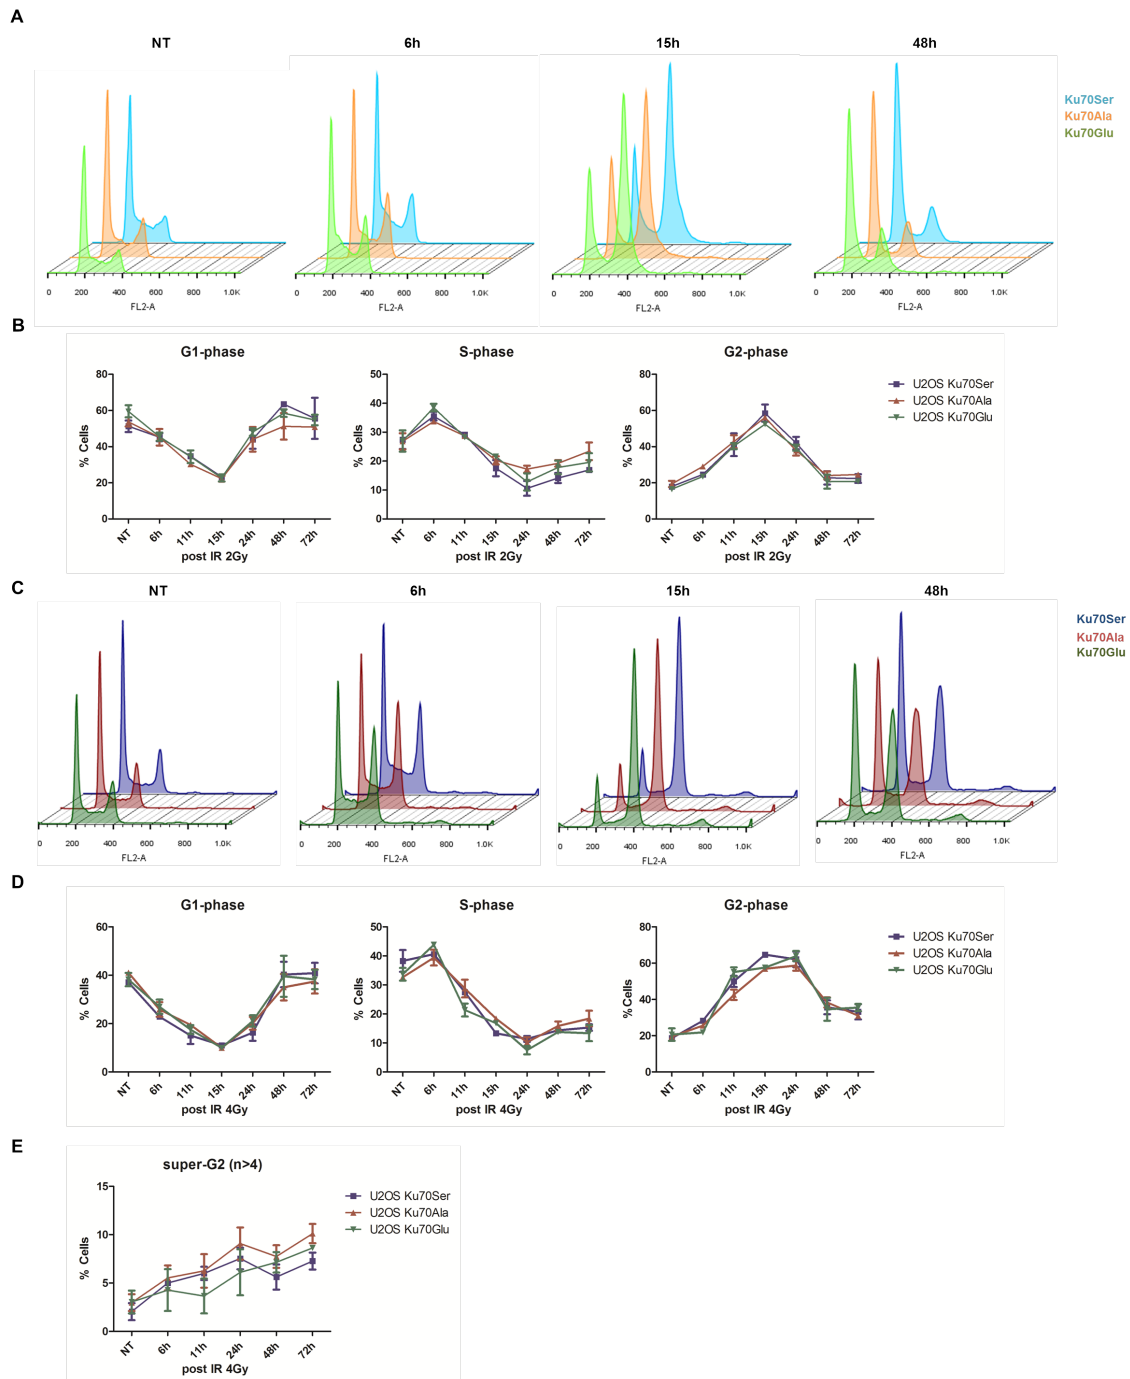 A
NT 6h 15h 48h
Ku70Ser
Ku70Ala
Ku70Glu
0 200 400 600 800 1.0K
FL2-A
0 200 400 600 800 1.0K
FL2-A
0 200 400 600 800 1.0K
FL2-A
0 200 400 600 800 1.0K
FL2-A
B
G1-phase
% Cells
80
60
40
20
0
NT 6h 11h 15h 24h 48h 72h
post IR 2Gy
S-phase
% Cells
50
40
30
20
10
0
NT 6h 11h 15h 24h 48h 72h
post IR 2Gy
G2-phase
% Cells
80
60
40
20
0
NT 6h 11h 15h 24h 48h 72h
post IR 2Gy
U2OS Ku70Ser
U2OS Ku70Ala
U2OS Ku70Glu
C
NT 6h 15h 48h
Ku70Ser
Ku70Ala
Ku70Glu
0 200 400 600 800 1.0K
FL2-A
0 200 400 600 800 1.0K
FL2-A
0 200 400 600 800 1.0K
FL2-A
0 200 400 600 800 1.0K
FL2-A
D
G1-phase
% Cells
60
40
20
0
NT 6h 11h 15h 24h 48h 72h
post IR 4Gy
S-phase
% Cells
50
40
30
20
10
0
NT 6h 11h 15h 24h 48h 72h
post IR 4Gy
G2-phase
%Cells
80
60
40
20
0
NT 6h 11h 15h 24h 48h 72h
post IR 4Gy
U2OS Ku70Ser
U2OS Ku70Ala
U2OS Ku70Glu
E
super-G2 (n>4)
% Cells
15
10
5
0
NT 6h 11h 24h 48h 72h
post IR 4Gy
U2OS Ku70Ser
U2OS Ku70Ala
U2OS Ku70Glu